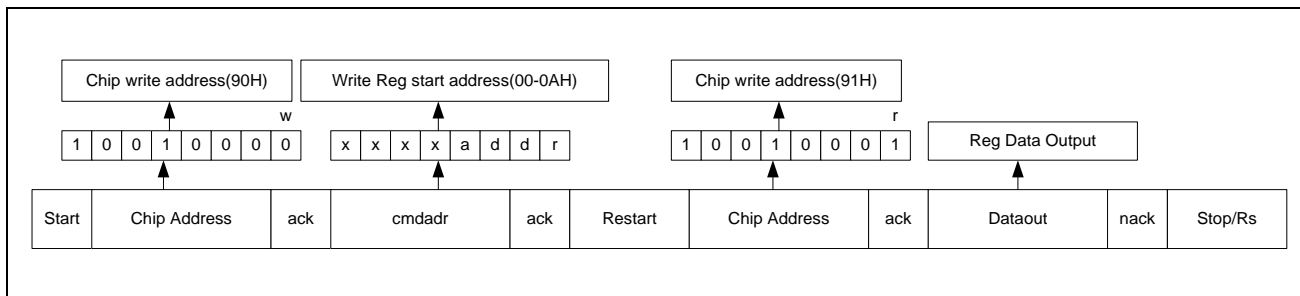 Chip write address(90H) Write Reg start address(00-0AH) Chip write address(91H)
w r
1 0 0 1 0 0 0 0 x x x x a d d r 1 0 0 1 0 0 0 1 Reg Data Output
Start Chip Address ack cmdadr ack Restart Chip Address ack Dataout nack Stop/Rs